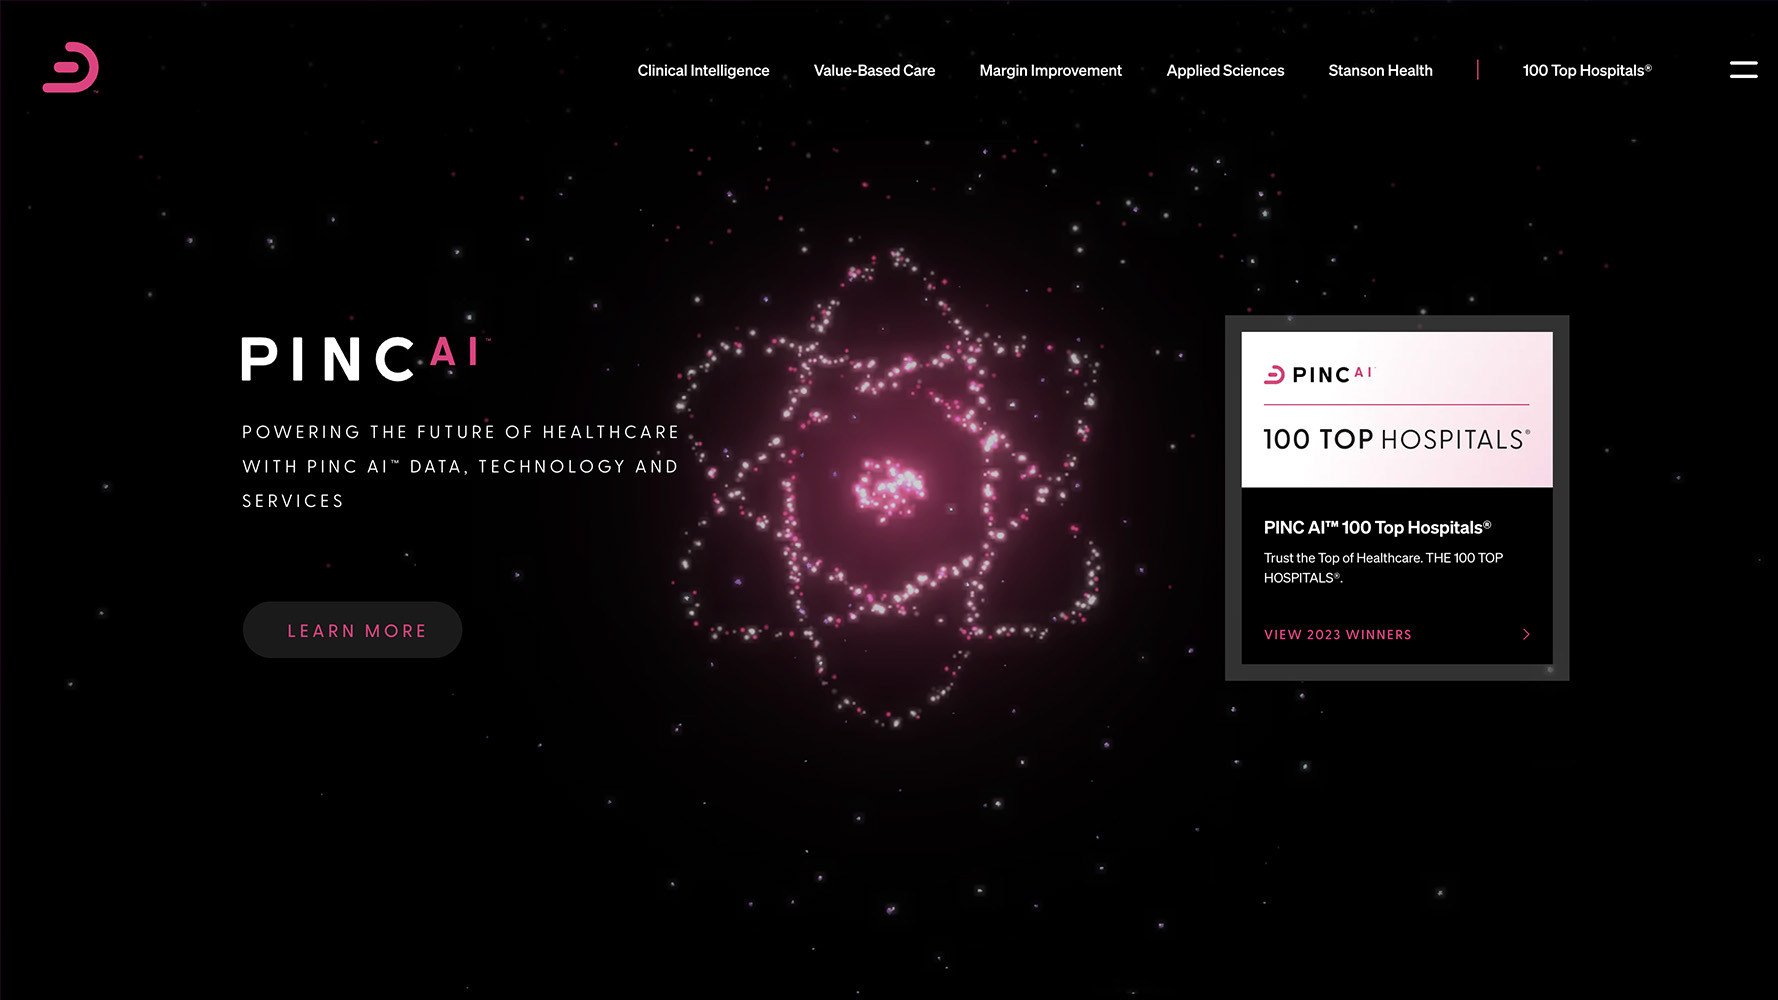 Clinical Intelligence
Value-Based Care
Margin Improvement
Applied Sciences
Stanson Health
100 Top Hospitals®
PINC AI™
POWERING THE FUTURE OF HEALTHCARE
WITH PINC AI™ DATA, TECHNOLOGY AND
SERVICES
LEARN MORE
PINC AI
100 TOP HOSPITALS®
PINC AI™ 100 Top Hospitals®
Trust the Top of Healthcare. THE 100 TOP
HOSPITALS®.
VIEW 2023 WINNERS